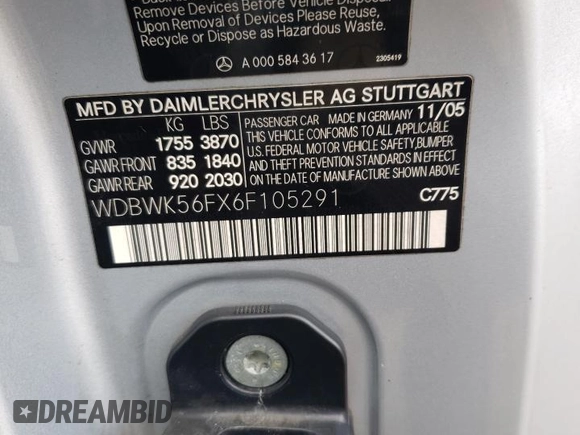 Remove Devices Before Vehicle Disposal
Upon Removal of Devices Please Reuse,
Recycle or Dispose as Hazardous Waste.
A 000 584 36 17
2305419
MFD BY DAIMLERCHRYSLER AG STUTTGART
KG LBS
PASSENGER CAR MADE IN GERMANY 11/05
GVWR 1755 3870
GAWR FRONT 835 1840
GAWR REAR 920 2030
THIS VEHICLE CONFORMS TO ALL APPLICABLE
U.S. FEDERAL MOTOR VEHICLE SAFETY, BUMPER
AND THEFT PREVENTION STANDARDS IN EFFECT
ON THE DATE OF MANUFACTURE SHOWN ABOVE
WDBWK56FX6F105291
C775
DREAMBID